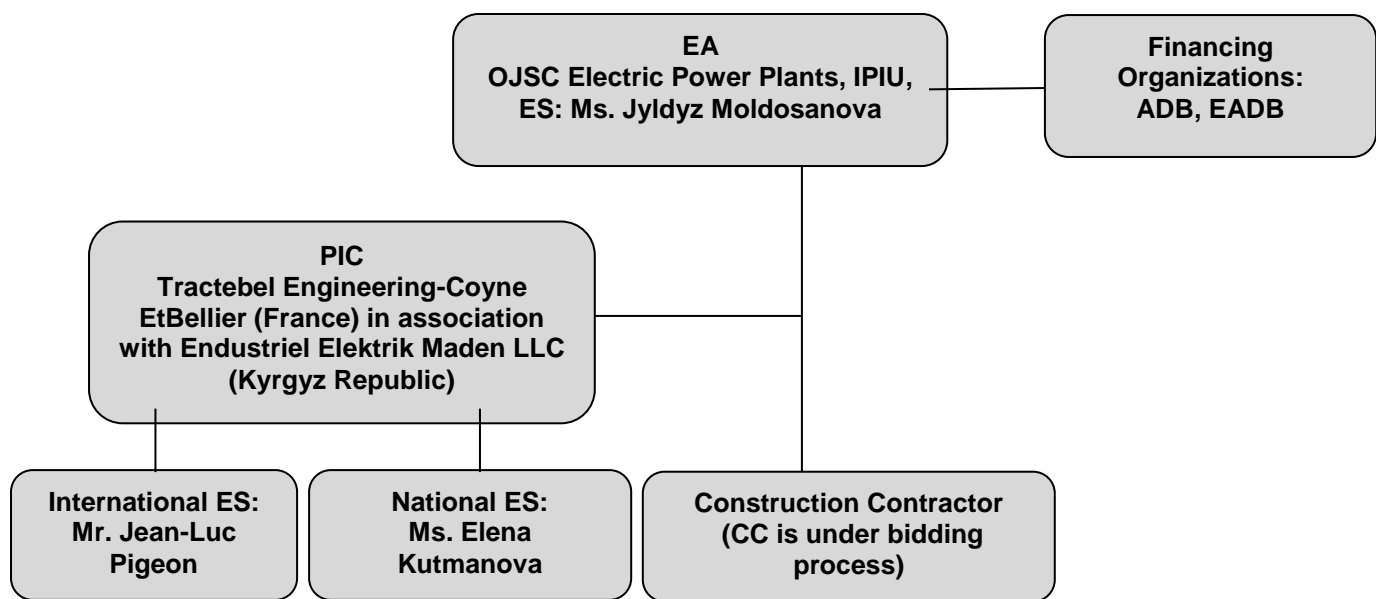 EA
OJSC Electric Power Plants, IPIU,
ES: Ms. Jyldyz Moldosanova
Financing
Organizations:
ADB, EADB
PIC
Tractebel Engineering-Coyne
EtBellier (France) in association
with Endustriel Elektrik Maden LLC
(Kyrgyz Republic)
International ES:
Mr. Jean-Luc
Pigeon
National ES:
Ms. Elena
Kutmanova
Construction Contractor
(CC is under bidding
process)